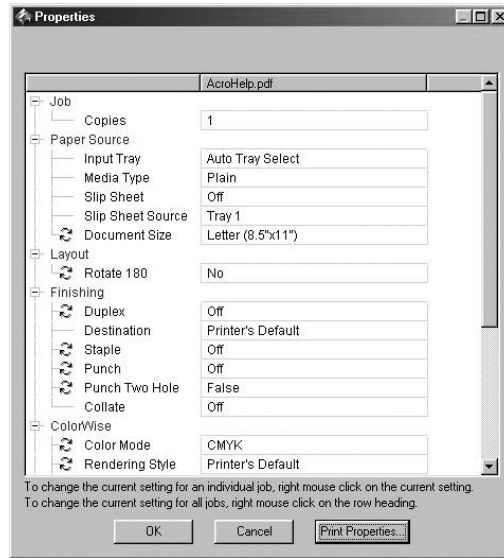 Properties
AcroHelp.pdf
Job
Copies 1
Paper Source
Input Tray Auto Tray Select
Media Type Plain
Slip Sheet Off
Slip Sheet Source Tray 1
Document Size Letter (8.5"x11")
Layout
Rotate 180 No
Finishing
Duplex Off
Destination Printer's Default
Staple Off
Punch Off
Punch Two Hole False
Collate Off
ColorWise
Color Mode CMYK
Rendering Style Printer's Default
To change the current setting for an individual job, right mouse click on the current setting.
To change the current setting for all jobs, right mouse click on the row heading.
OK Cancel Print Properties...